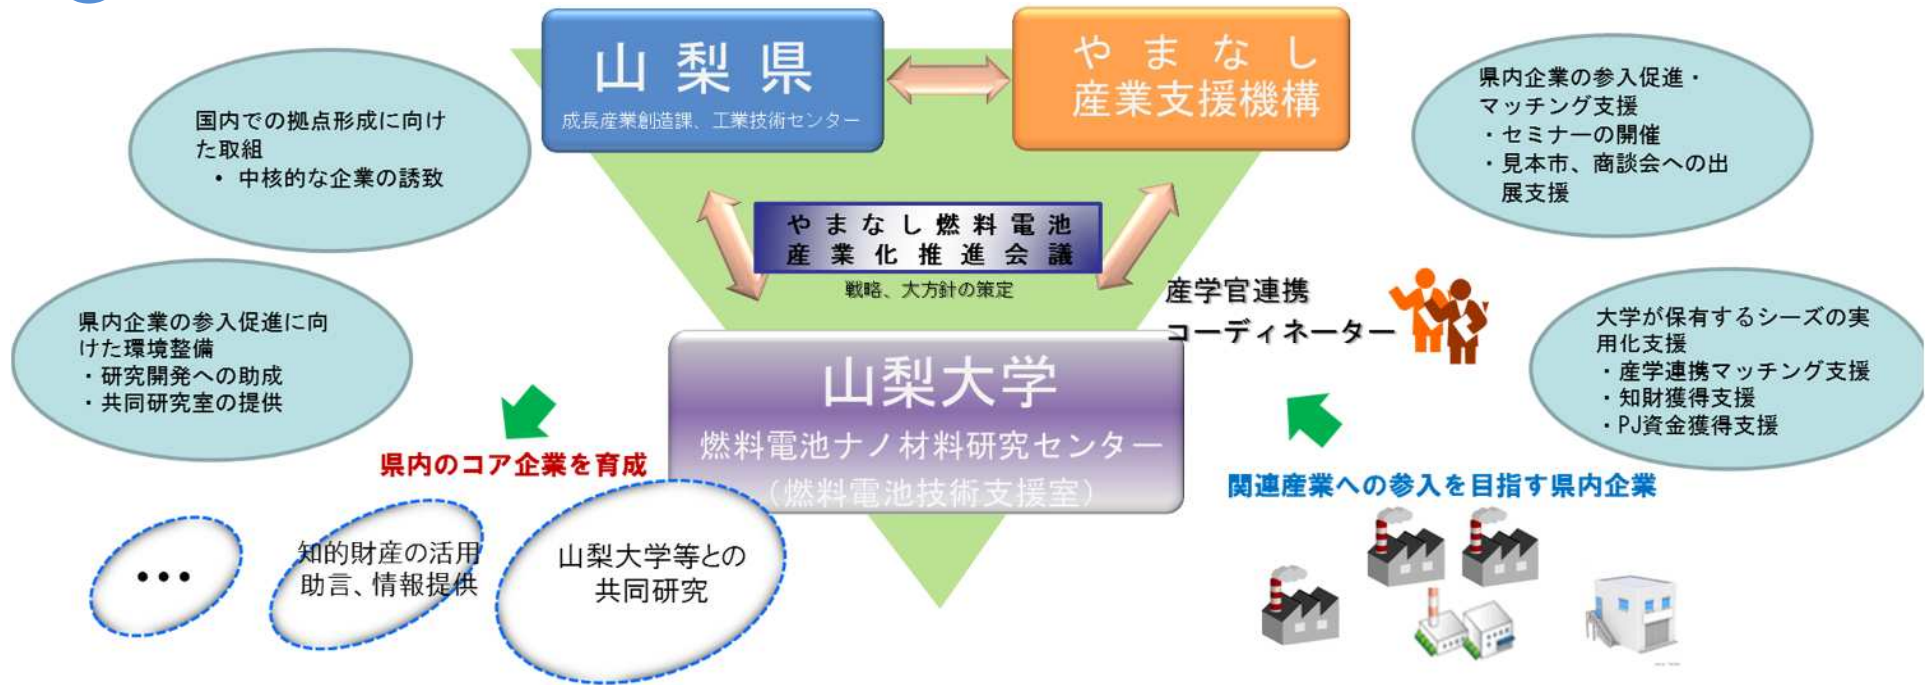 山梨県
成長産業創造課、工業技術センター
やまなし
産業支援機構
国内での拠点形成に向け
た取組
• 中核的な企業の誘致
県内企業の参入促進・
マッチング支援
・セミナーの開催
・見本市、商談会への出
展支援
やまなし燃料電池
産業化推進会議
戦略、大方針の策定
県内企業の参入促進に向
けた環境整備
・研究開発への助成
・共同研究室の提供
産学官連携
コーディネーター
大学が保有するシーズの実
用化支援
・産学連携マッチング支援
・知財獲得支援
・PJ資金獲得支援
山梨大学
燃料電池ナノ材料研究センター
（燃料電池技術支援室）
県内のコア企業を育成
関連産業への参入を目指す県内企業
•••
知的財産の活用
助言、情報提供
山梨大学等との
共同研究